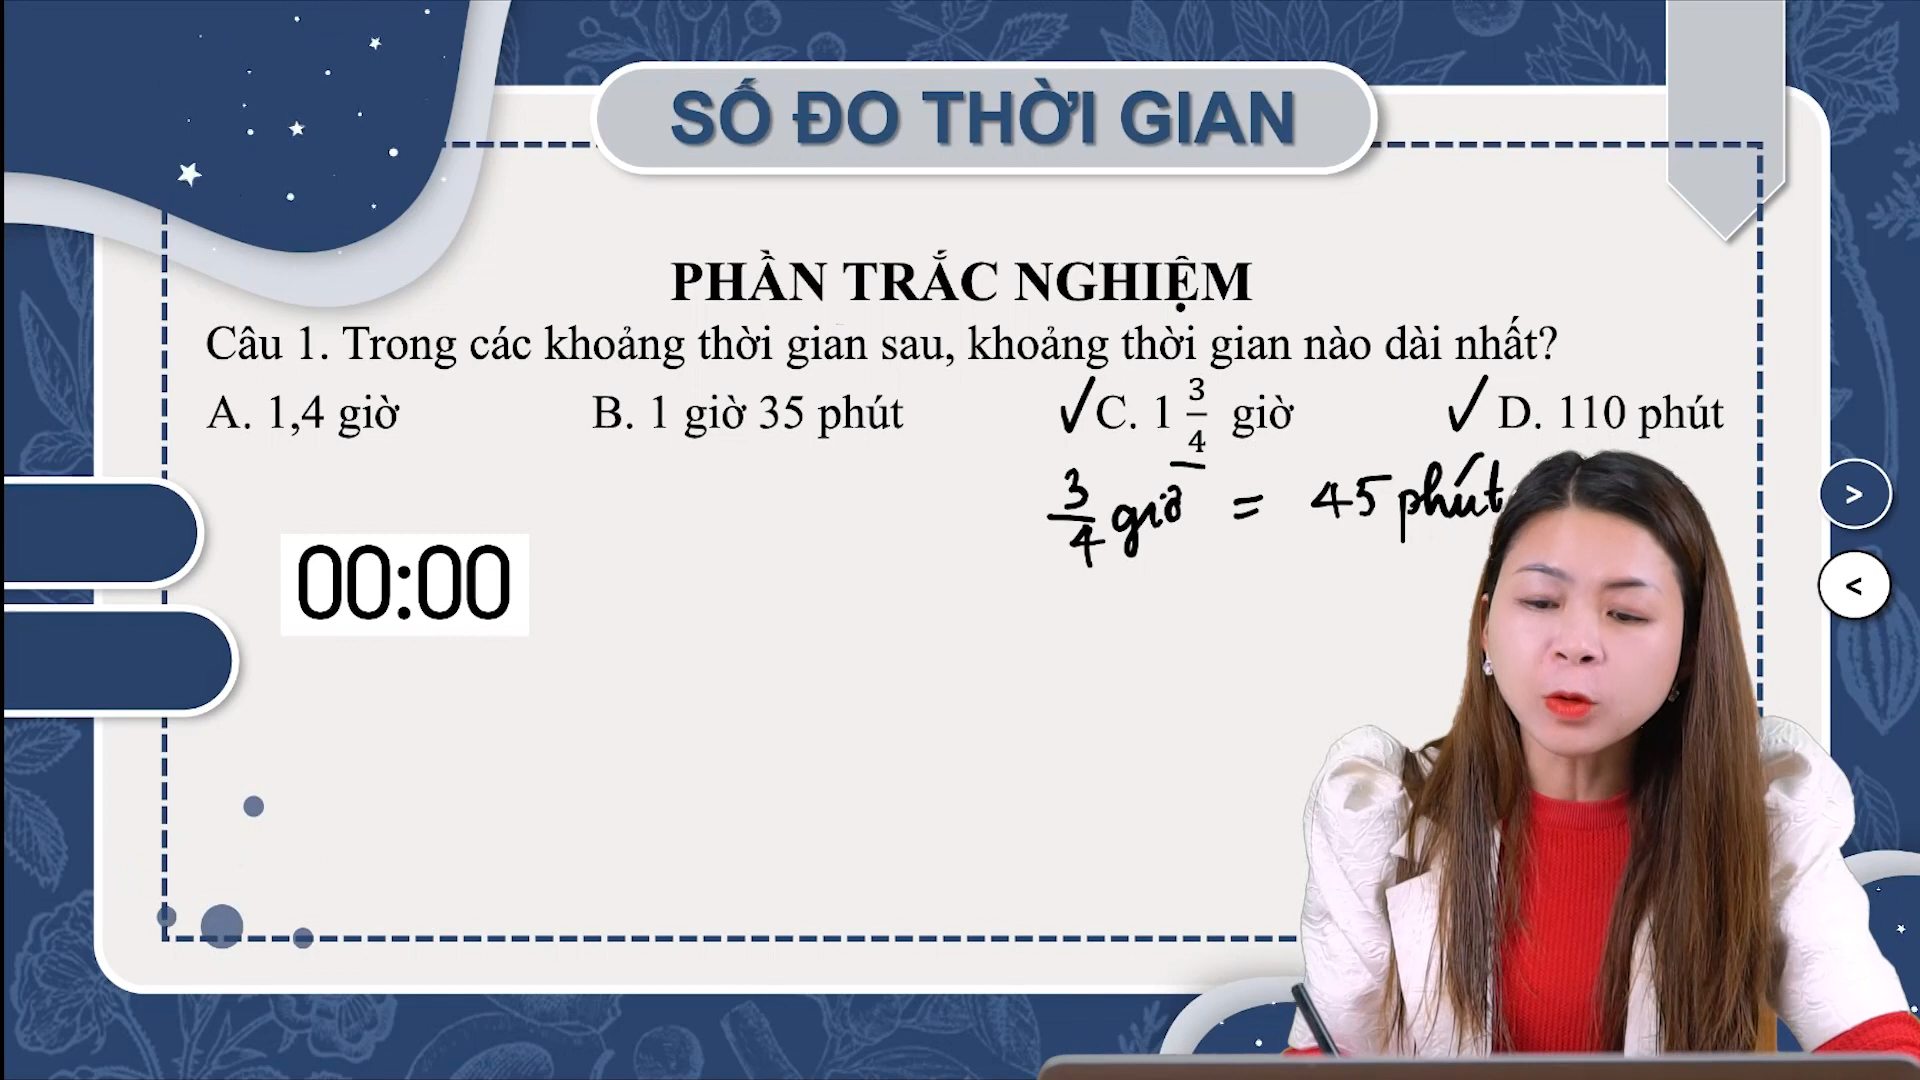 SỐ ĐO THỜI GIAN
PHẦN TRẮC NGHIỆM
Câu 1. Trong các khoảng thời gian sau, khoảng thời gian nào dài nhất?
A. 1,4 giờ B. 1 giờ 35 phút ✓C. 1 3/4 giờ ✓ D. 110 phút
3/4 giờ = 45 phút
00:00
>
<